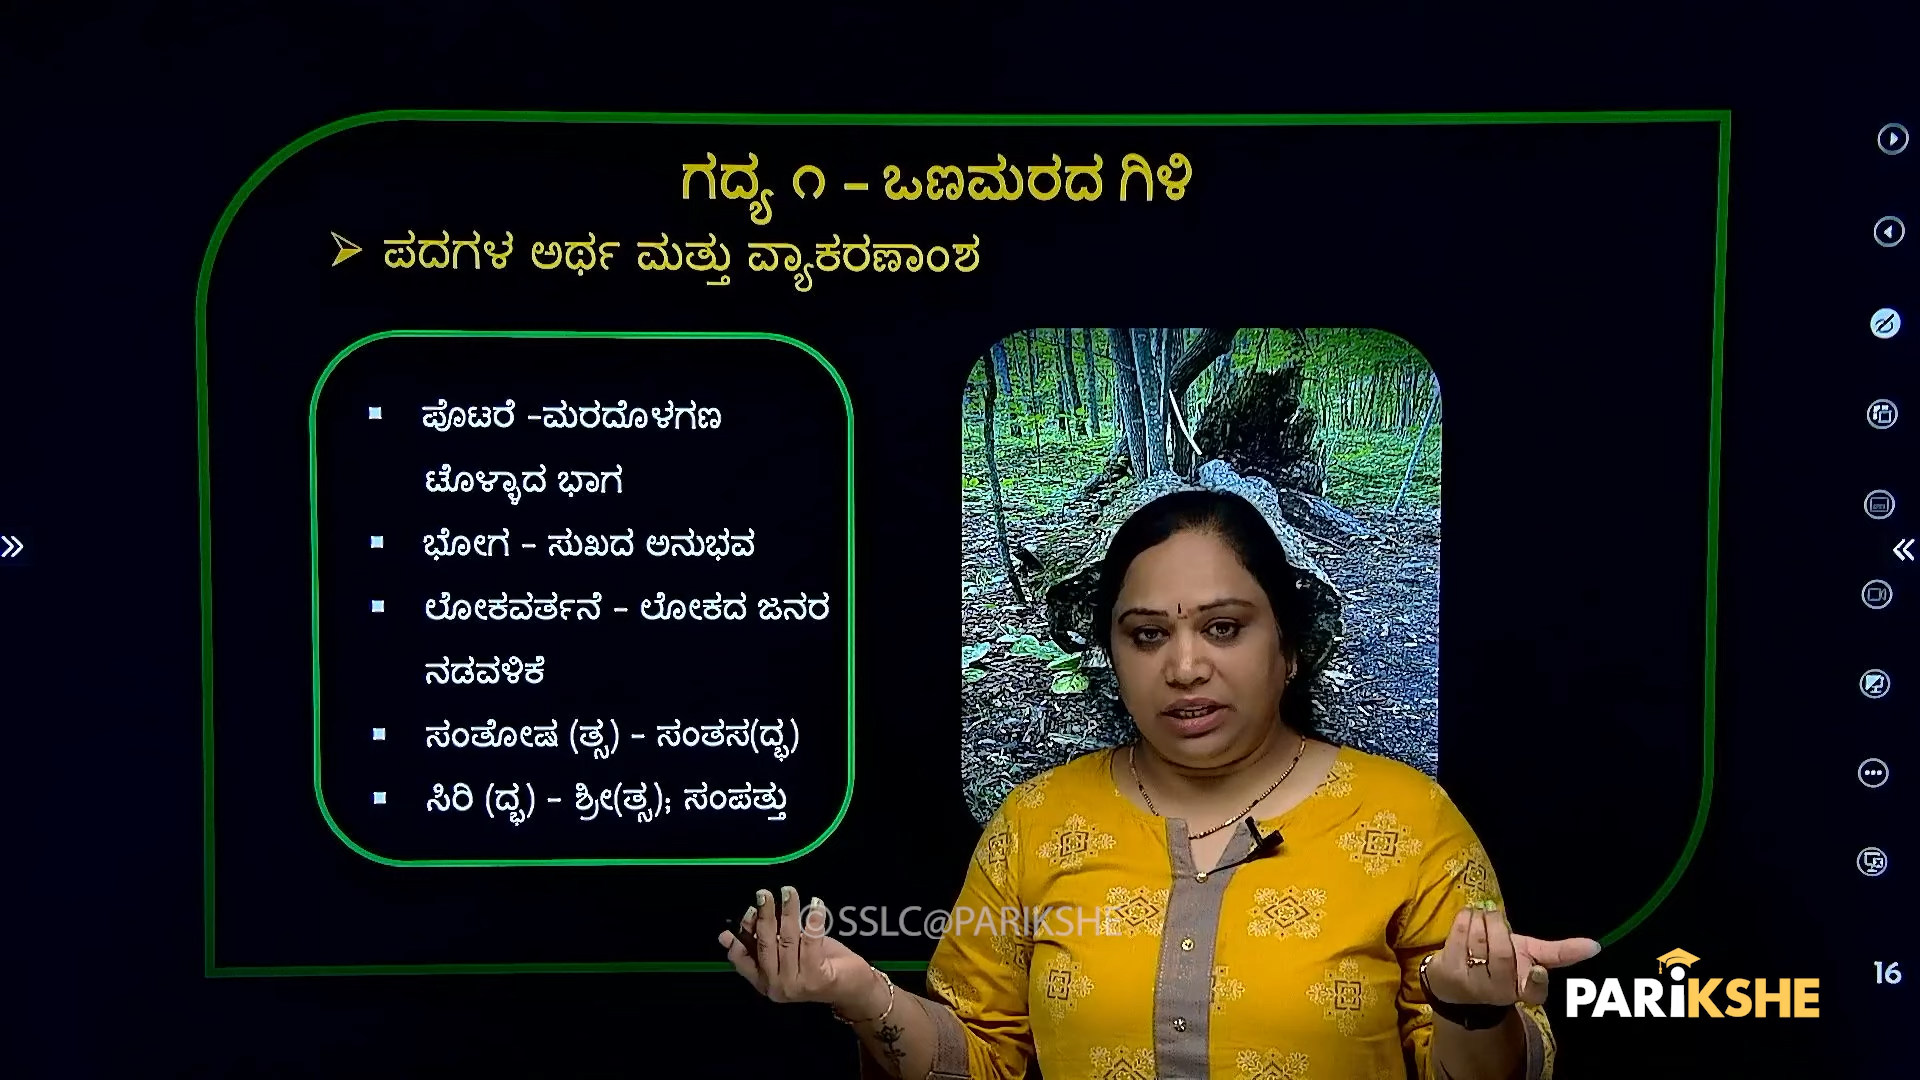 ಗದ್ಯ ೧ – ಒಣಮರದ ಗಿಳಿ
ಪದಗಳ ಅರ್ಥ ಮತ್ತು ವ್ಯಾಕರಣಾಂಶ
ಪೊಟರೆ –ಮರದೊಳಗಣ
ಟೊಳ್ಳಾದ ಭಾಗ
ಭೋಗ – ಸುಖದ ಅನುಭವ
ಲೋಕವರ್ತನೆ – ಲೋಕದ ಜನರ
ನಡವಳಿಕೆ
ಸಂತೋಷ (ತ್ಸ) – ಸಂತಸ(ದ್ಭ)
ಸಿರಿ (ದ್ಭ) – ಶ್ರೀ(ತ್ಸ); ಸಂಪತ್ತು
©SSLC@PARIKSHE
PARiKSHE
16